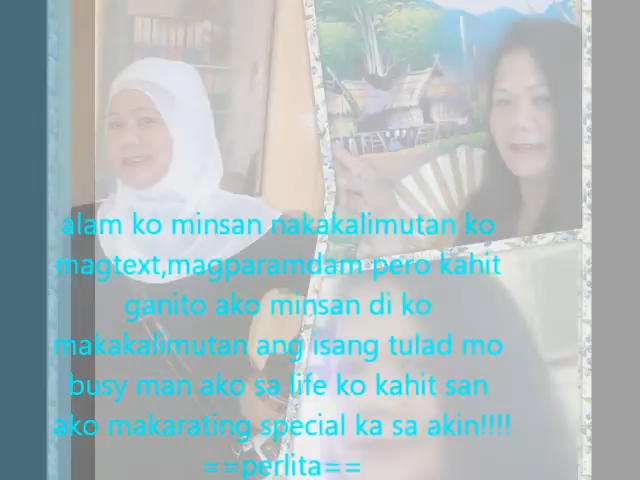 alam ko minsan nakakalimutan ko
magtext,magparamdam pero kahit
ganito ako minsan di ko
makakalimutan ang isang tulad mo
busy man ako sa life ko kahit san
ako makarating special ka sa akin!!!!
==perlita==